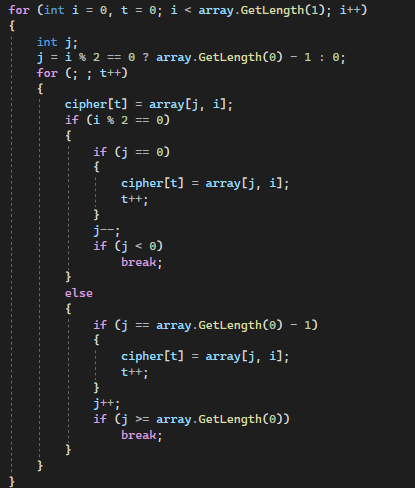 for (int i = 0, t = 0; i < array.GetLength(1); i++)
{
    int j;
    j = i % 2 == 0 ? array.GetLength(0) - 1 : 0;
    for (; ; t++)
    {
        cipher[t] = array[j, i];
        if (i % 2 == 0)
        {
            if (j == 0)
            {
                cipher[t] = array[j, i];
                t++;
            }
            j--;
            if (j < 0)
                break;
        }
        else
        {
            if (j == array.GetLength(0) - 1)
            {
                cipher[t] = array[j, i];
                t++;
            }
            j++;
            if (j >= array.GetLength(0))
                break;
        }
    }
}